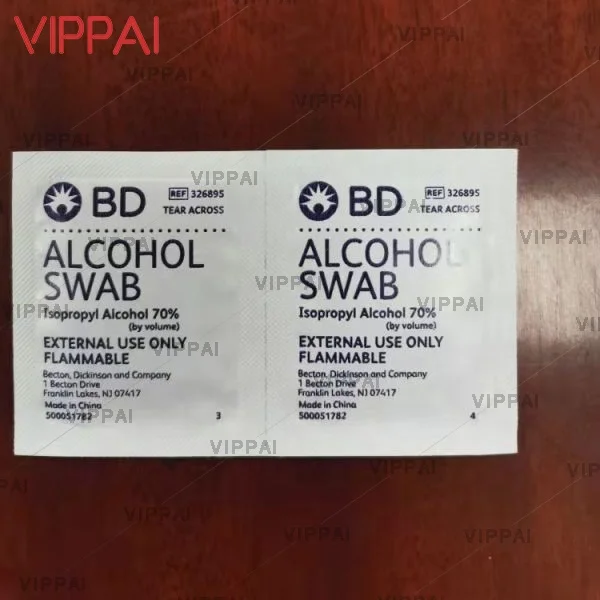 VIPPAI
BD
REF 326895
TEAR ACROSS
ALCOHOL
SWAB
Isopropyl Alcohol 70%
(by volume)
EXTERNAL USE ONLY
FLAMMABLE
Becton, Dickinson and Company
1 Becton Drive
Franklin Lakes, NJ 07417
Made in China
500051782
3
BD
REF 326895
TEAR ACROSS
ALCOHOL
SWAB
Isopropyl Alcohol 70%
(by volume)
EXTERNAL USE ONLY
FLAMMABLE
Becton, Dickinson and Company
1 Becton Drive
Franklin Lakes, NJ 07417
Made in China
500051782
4